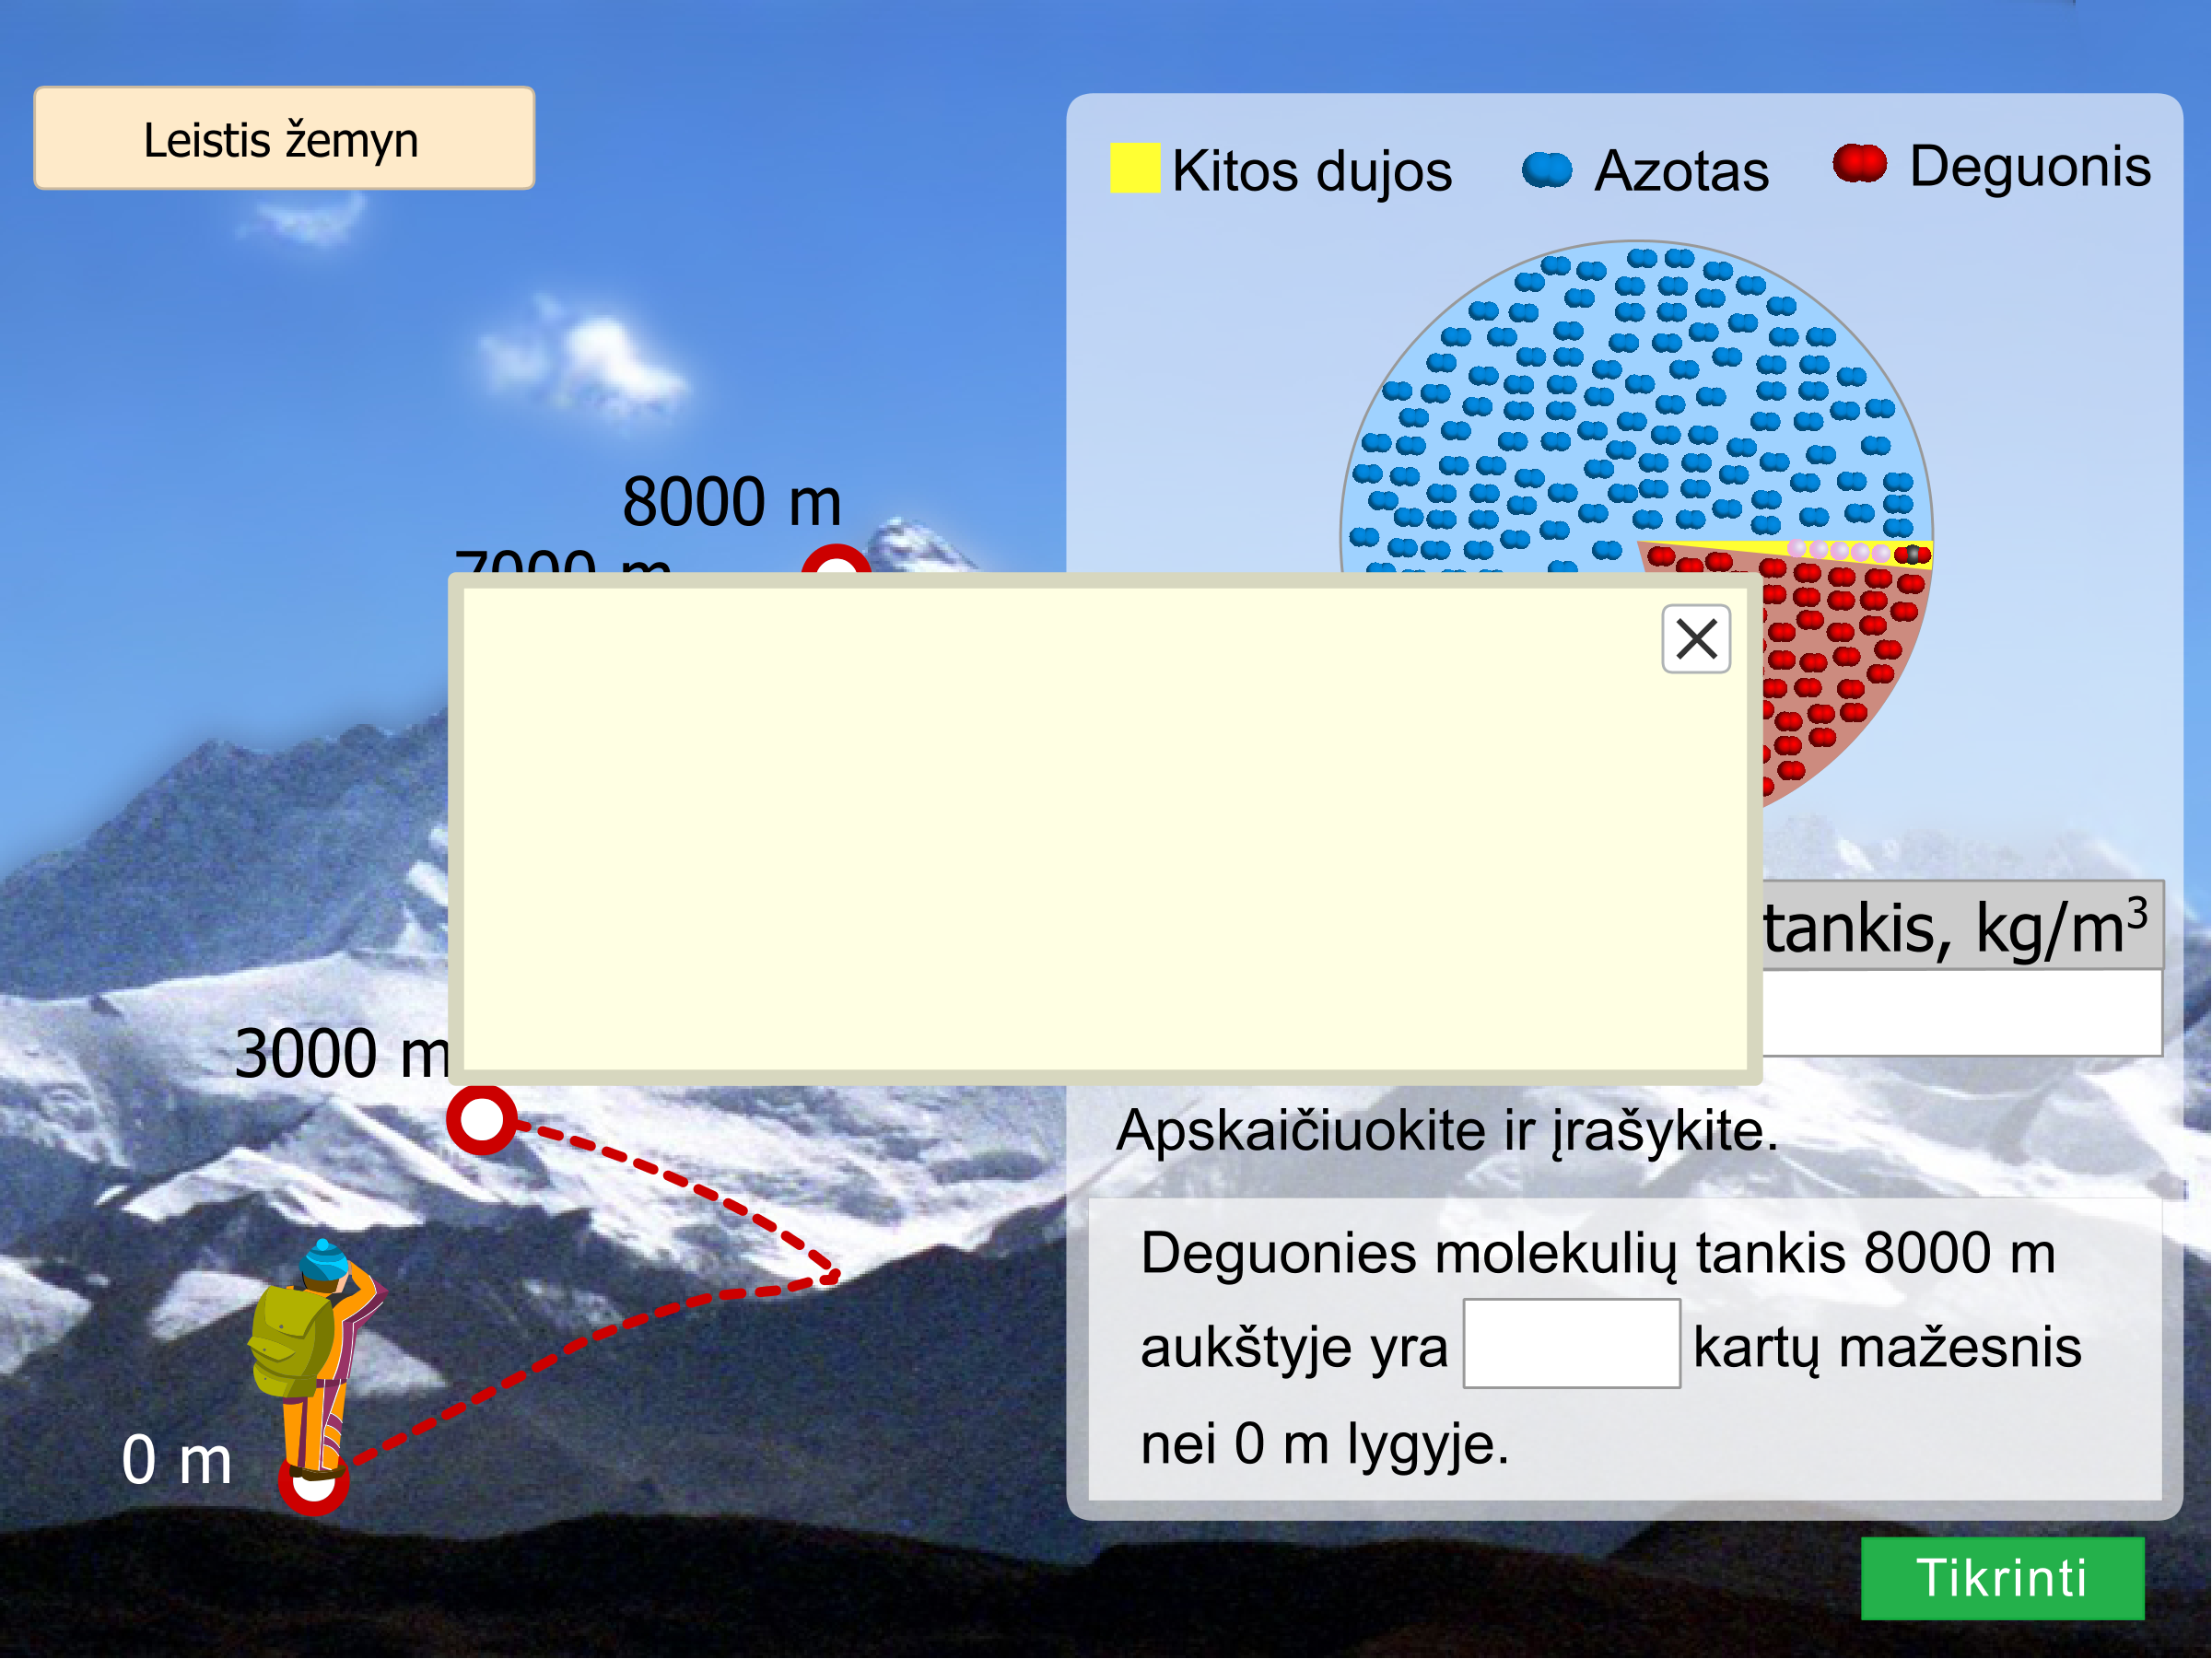 Leistis žemyn
Kitos dujos
Azotas
Deguonis
8000 m
7000 m
tankis, kg/m³
3000 m
Apskaičiuokite ir įrašykite.
Deguonies molekulių tankis 8000 m
aukštyje yra kartų mažesnis
nei 0 m lygyje.
0 m
Tikrinti